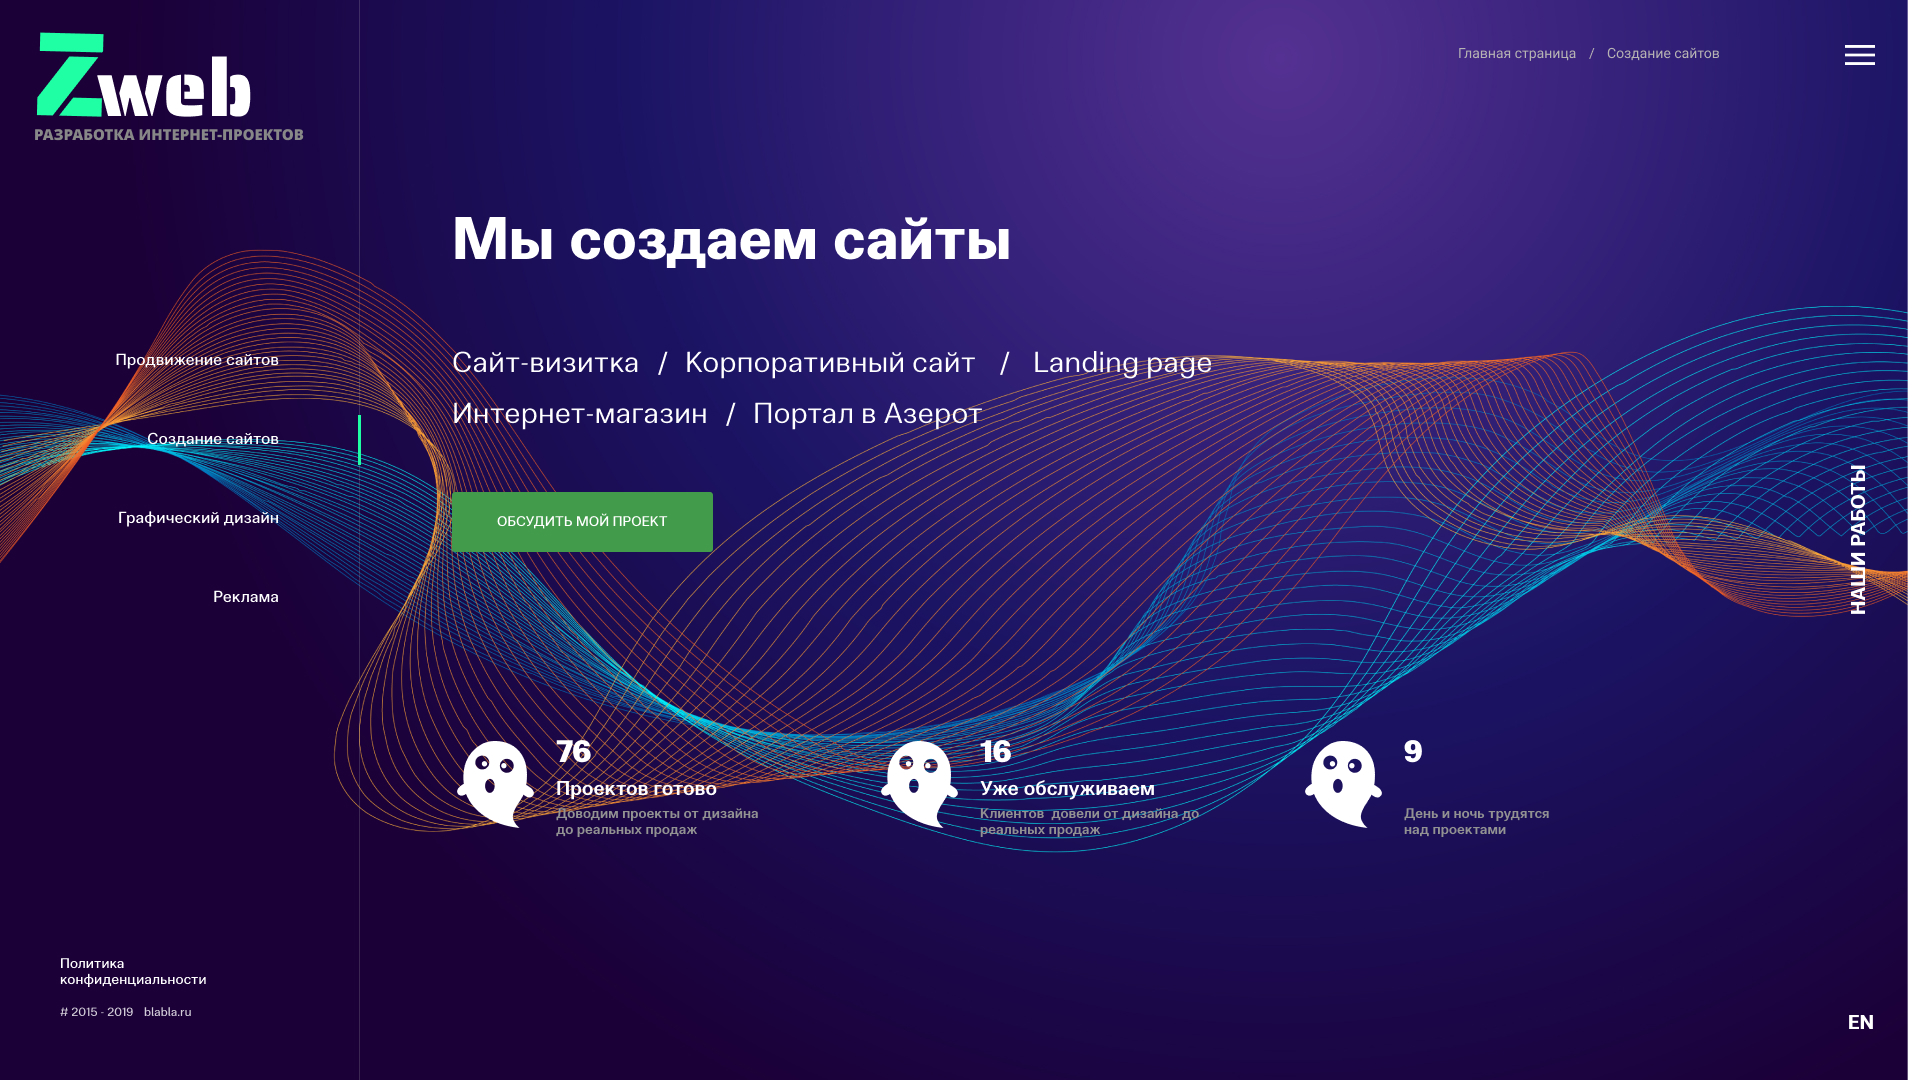 Zweb
РАЗРАБОТКА ИНТЕРНЕТ-ПРОЕКТОВ
Главная страница / Создание сайтов
Мы создаем сайты
Сайт-визитка / Корпоративный сайт / Landing page
Интернет-магазин / Портал в Азерот
ОБСУДИТЬ МОЙ ПРОЕКТ
Продвижение сайтов
Создание сайтов
Графический дизайн
Реклама
НАШИ РАБОТЫ
76
Проектов готово
Доводим проекты от дизайна
до реальных продаж
16
Уже обслуживаем
Клиентов довели от дизайна до
реальных продаж
9
День и ночь трудятся
над проектами
Политика
конфиденциальности
# 2015 - 2019 blabla.ru
EN